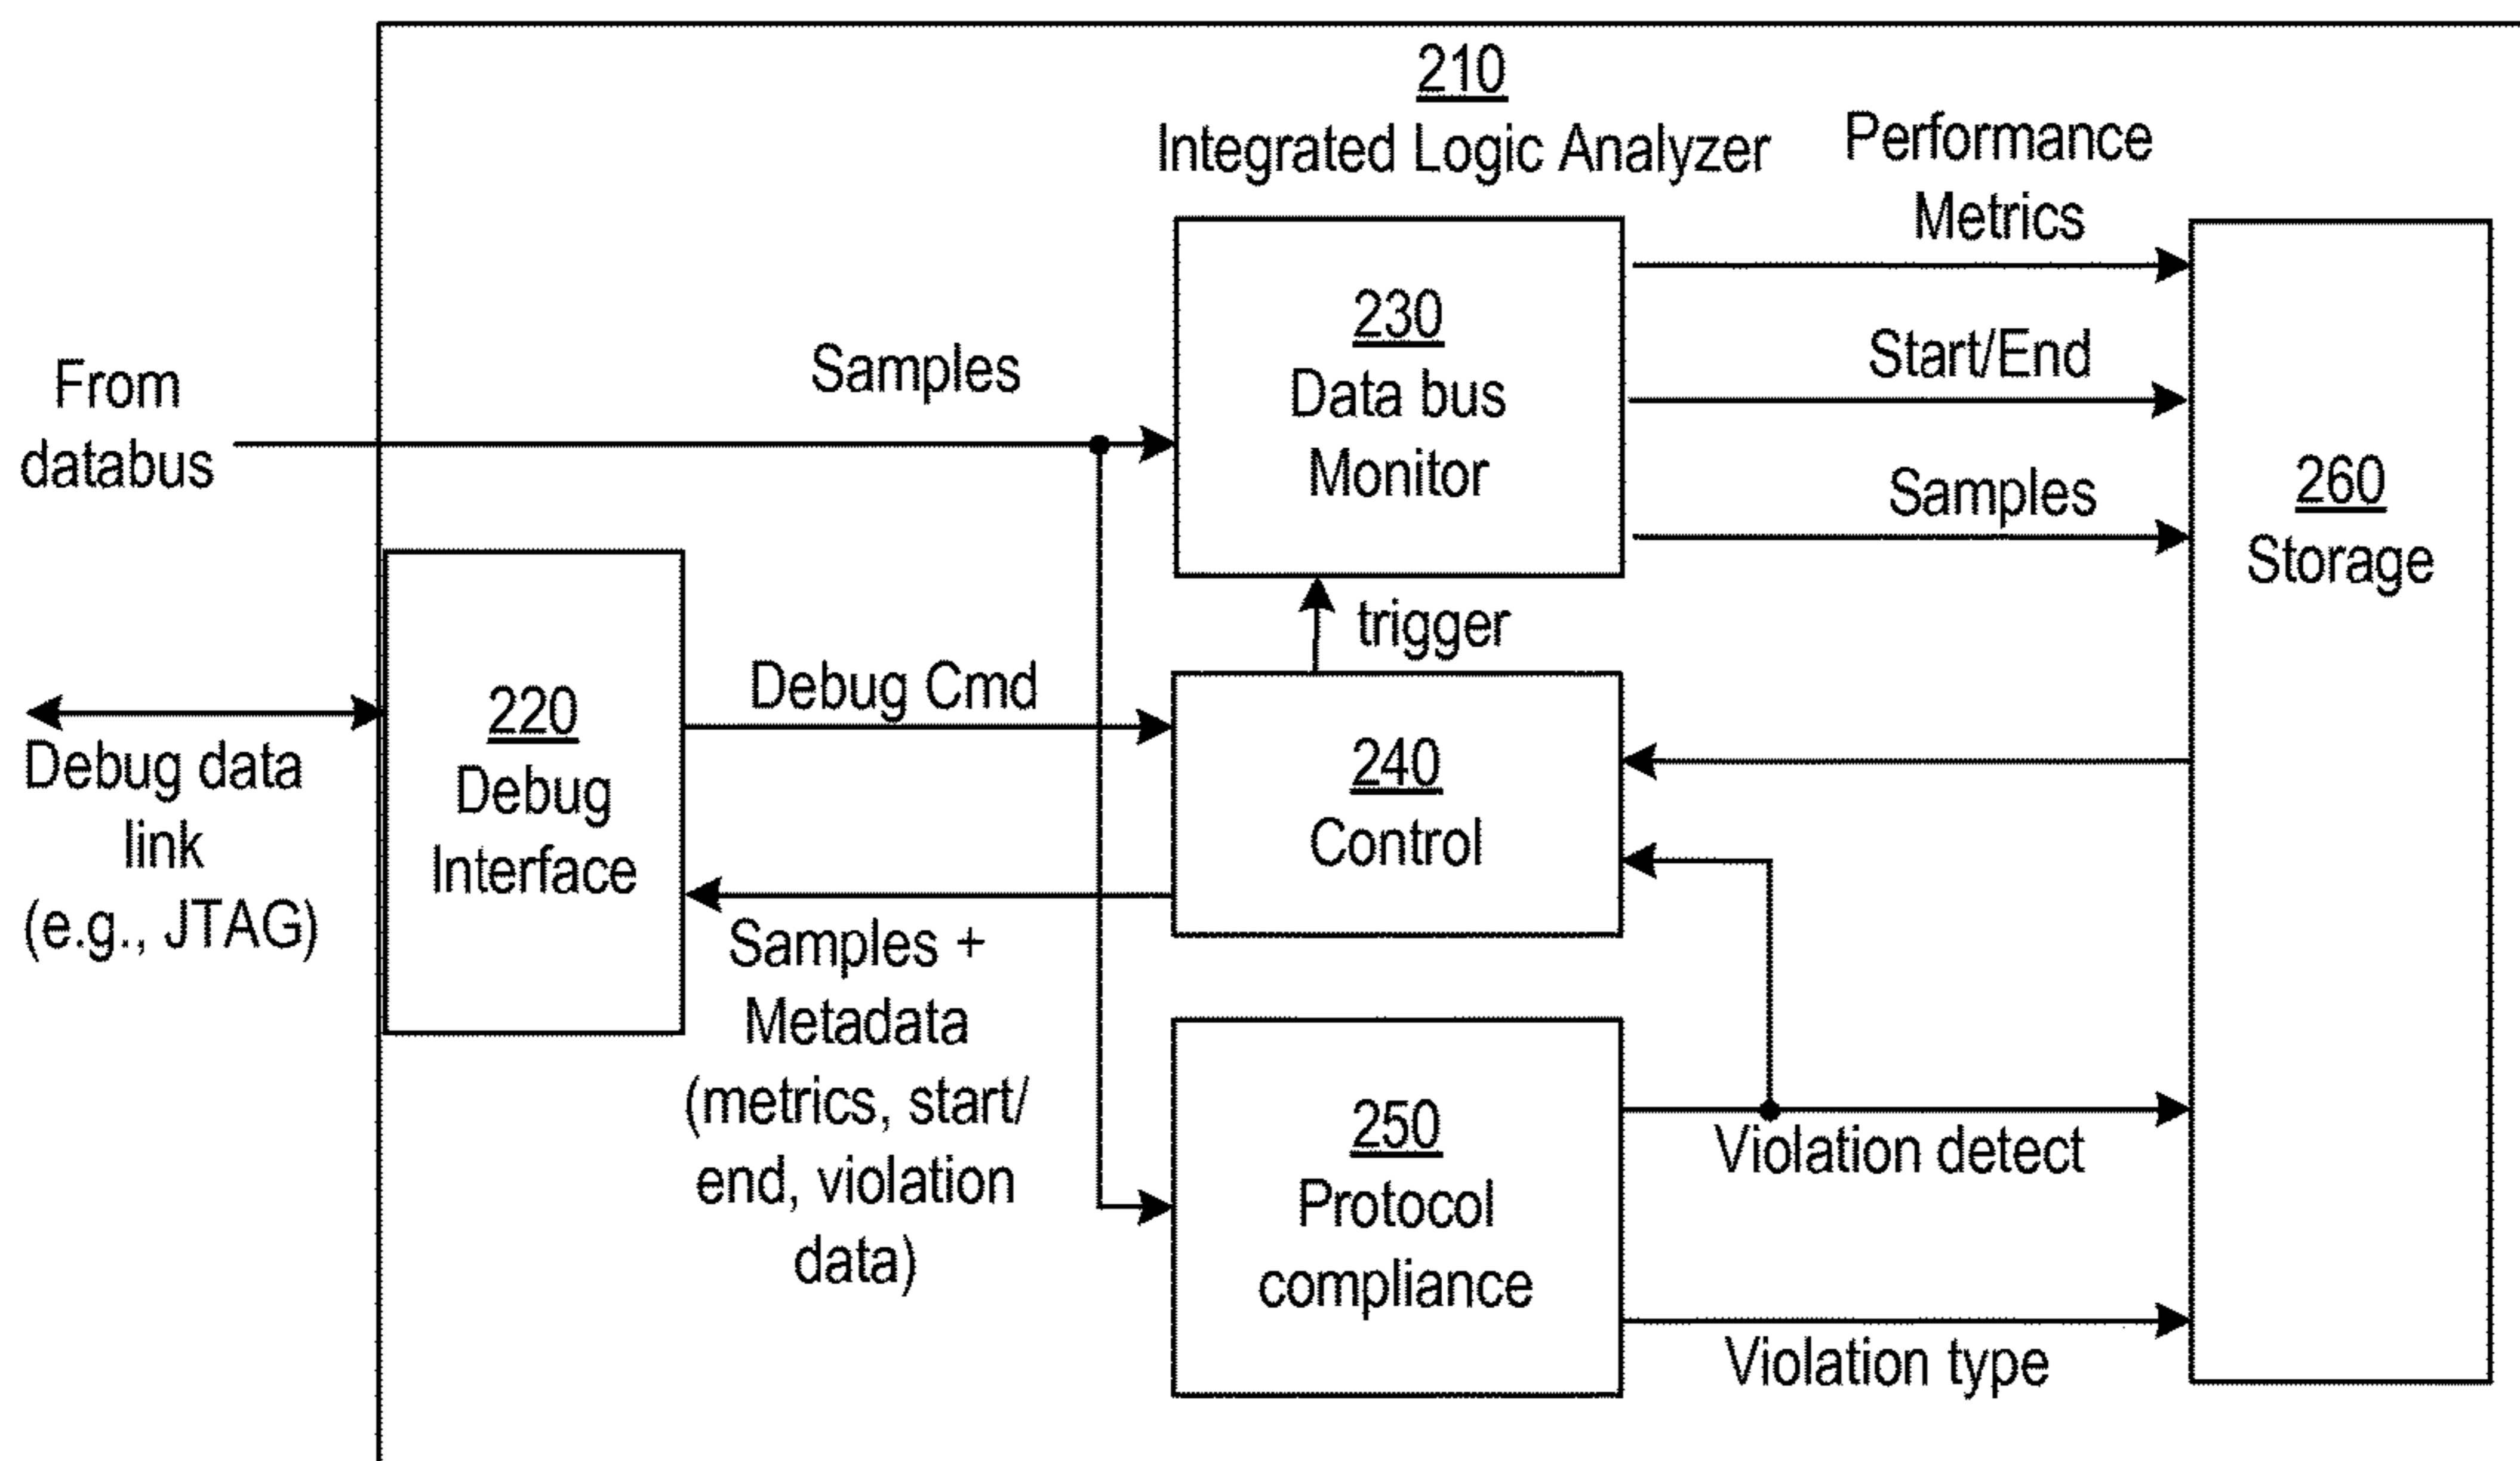 210
Integrated Logic Analyzer
Performance
Metrics
230
Data bus
Monitor
Start/End
Samples
260
Storage
Samples
From
databus
trigger
Debug Cmd
220
Debug
Interface
Debug data
link
(e.g., JTAG)
240
Control
Samples +
Metadata
(metrics, start/
end, violation
data)
250
Protocol
compliance
Violation detect
Violation type